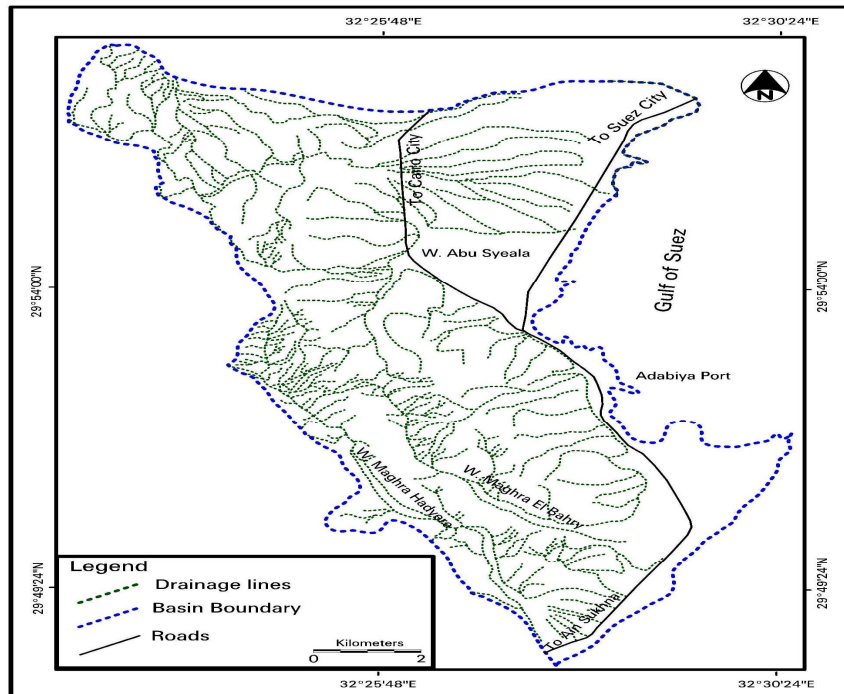 32°25'48"E
32°30'24"E
N
To Suez City
To Cairo City
W. Abu Syeala
Gulf of Suez
29°54'00"N
29°54'00"N
Adabiya Port
W. Maghra Hadyera
W. Maghra El Bahry
29°49'24"N
29°49'24"N
To Ain Sukhna
Legend
Drainage lines
Basin Boundary
Roads
Kilometers
0 2
32°25'48"E
32°30'24"E